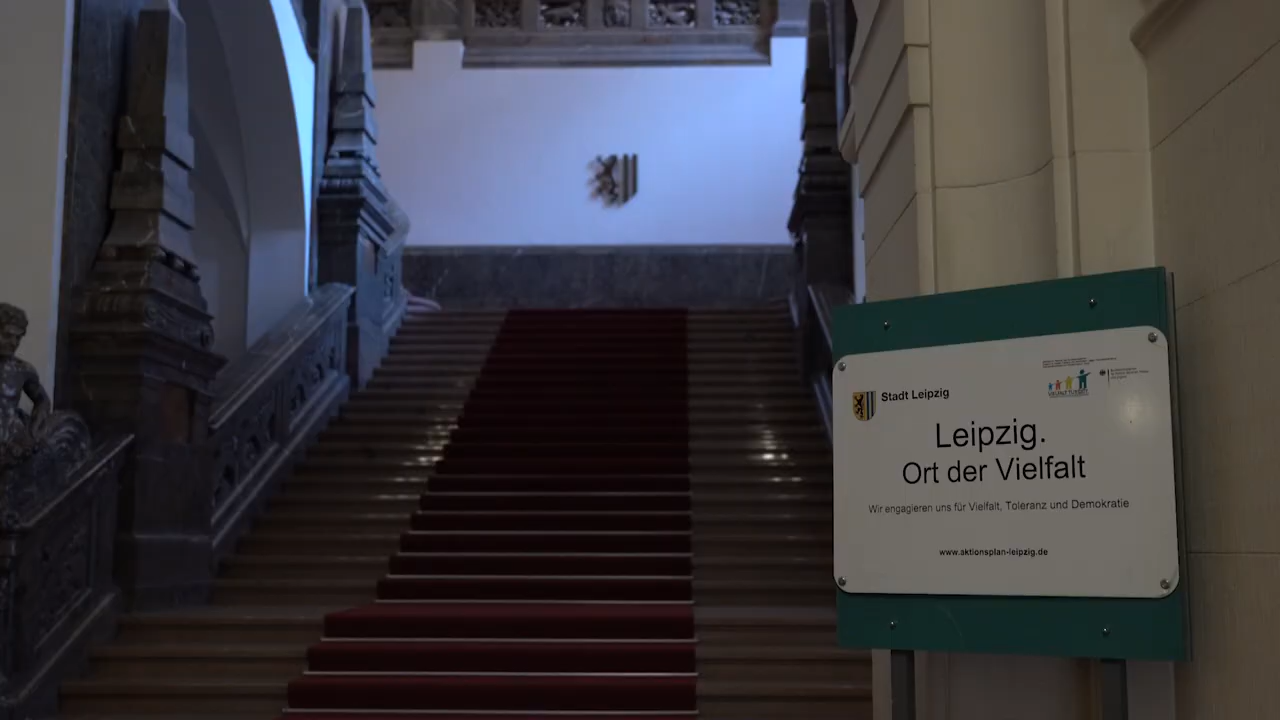 Stadt Leipzig
Leipzig.
Ort der Vielfalt
Wir engagieren uns für Vielfalt, Toleranz und Demokratie
www.aktionsplan-leipzig.de